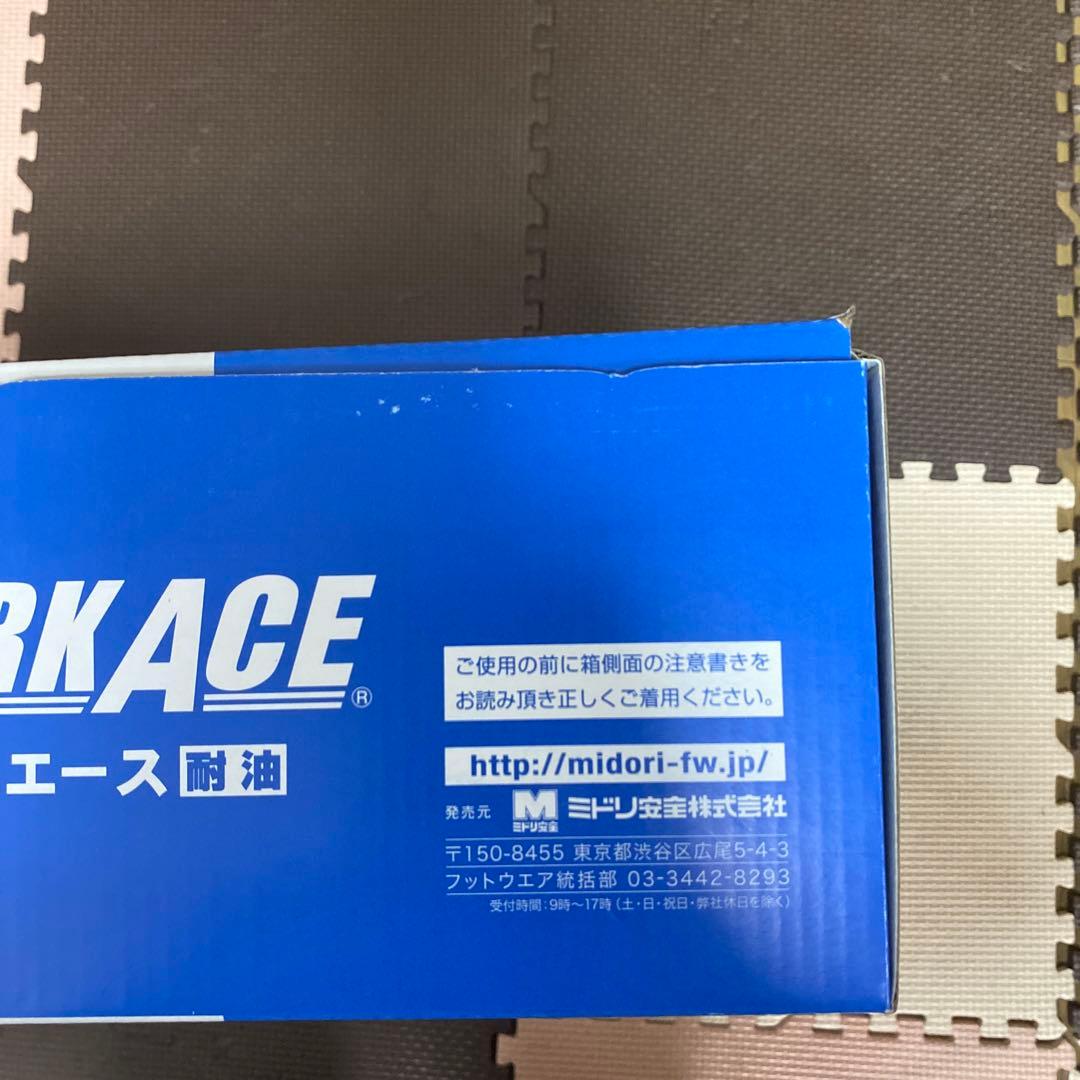 RKACE®
エース 耐油
ご使用の前に箱側面の注意書きを
お読み頂き正しくご着用ください。
http://midori-fw.jp/
発売元 M ミドリ安全 ミドリ安全株式会社
〒150-8455 東京都渋谷区広尾5-4-3
フットウエア統括部 03-3442-8293
受付時間:9時〜17時(土・日・祝日・弊社休日を除く)